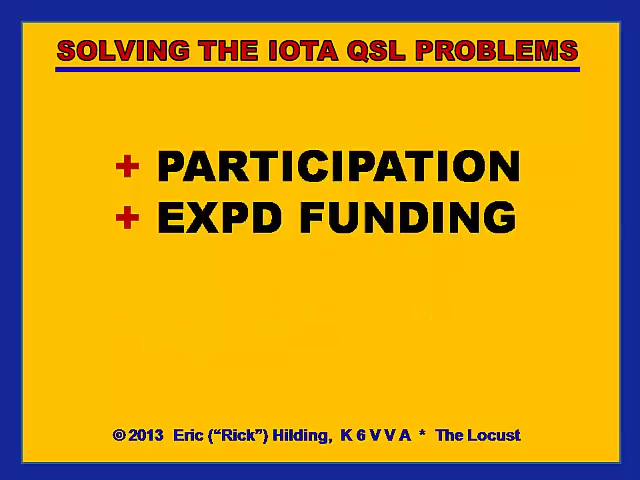 SOLVING THE IOTA QSL PROBLEMS
+ PARTICIPATION
+ EXPD FUNDING
© 2013 Eric (“Rick”) Hilding, K 6 V V A * The Locust